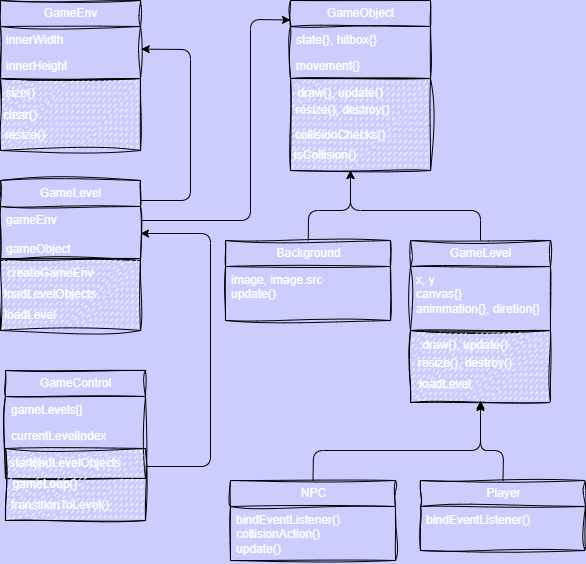 GameEnv
innerWidth
innerHeight
size()
clear()
resize()
GameObject
state{}, hitbox{}
movement{}
draw(), update()
resize(), destroy()
collisionChecks()
isCollision()
GameLevel
gameEnv
gameObject
createGameEnv
loadLevelObjects
loadLevel
Background
image, image.src
update()
GameLevel
x, y
canvas{}
animmation{}, diretion{}
draw(), update()
resize(), destroy()
loadLevel
GameControl
gameLevels[]
currentLevelIndex
loadLevelObjects
gameLoop()
transitionToLevel()
NPC
bindEventListener()
collisionAction()
update()
Player
bindEventListener()